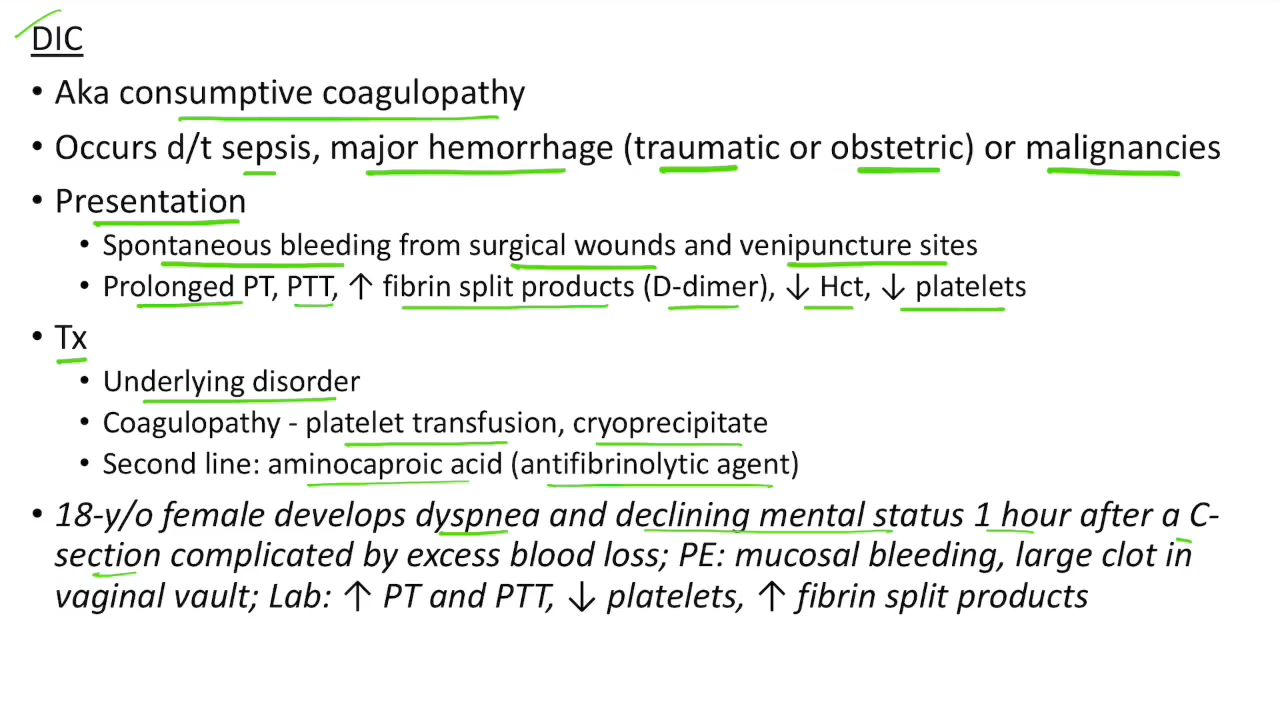 DIC
• Aka consumptive coagulopathy
• Occurs d/t sepsis, major hemorrhage (traumatic or obstetric) or malignancies
• Presentation
• Spontaneous bleeding from surgical wounds and venipuncture sites
• Prolonged PT, PTT, ↑ fibrin split products (D-dimer), ↓ Hct, ↓ platelets
• Tx
• Underlying disorder
• Coagulopathy - platelet transfusion, cryoprecipitate
• Second line: aminocaproic acid (antifibrinolytic agent)
• 18-y/o female develops dyspnea and declining mental status 1 hour after a C-
section complicated by excess blood loss; PE: mucosal bleeding, large clot in
vaginal vault; Lab: ↑ PT and PTT, ↓ platelets, ↑ fibrin split products